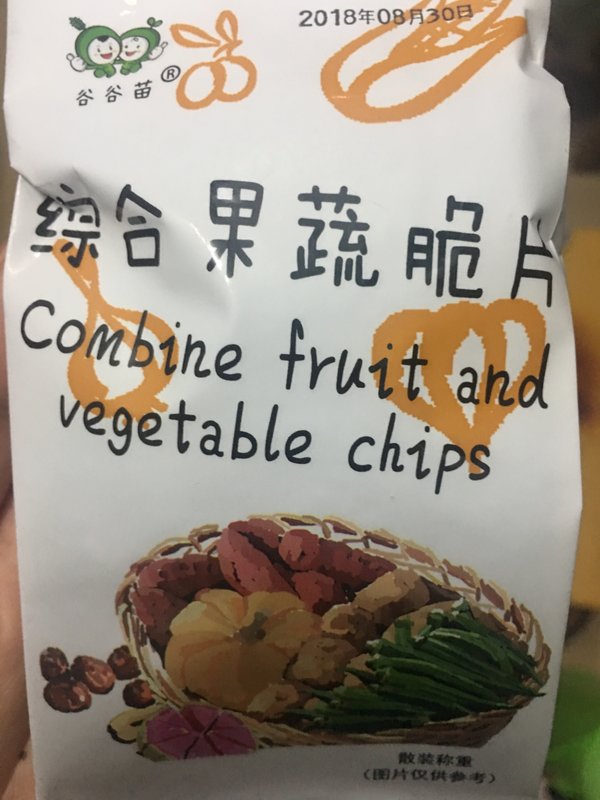 2018年08月30日
谷谷苗®
综合果蔬脆片
Combine fruit and
vegetable chips
散装称重
(图片仅供参考)